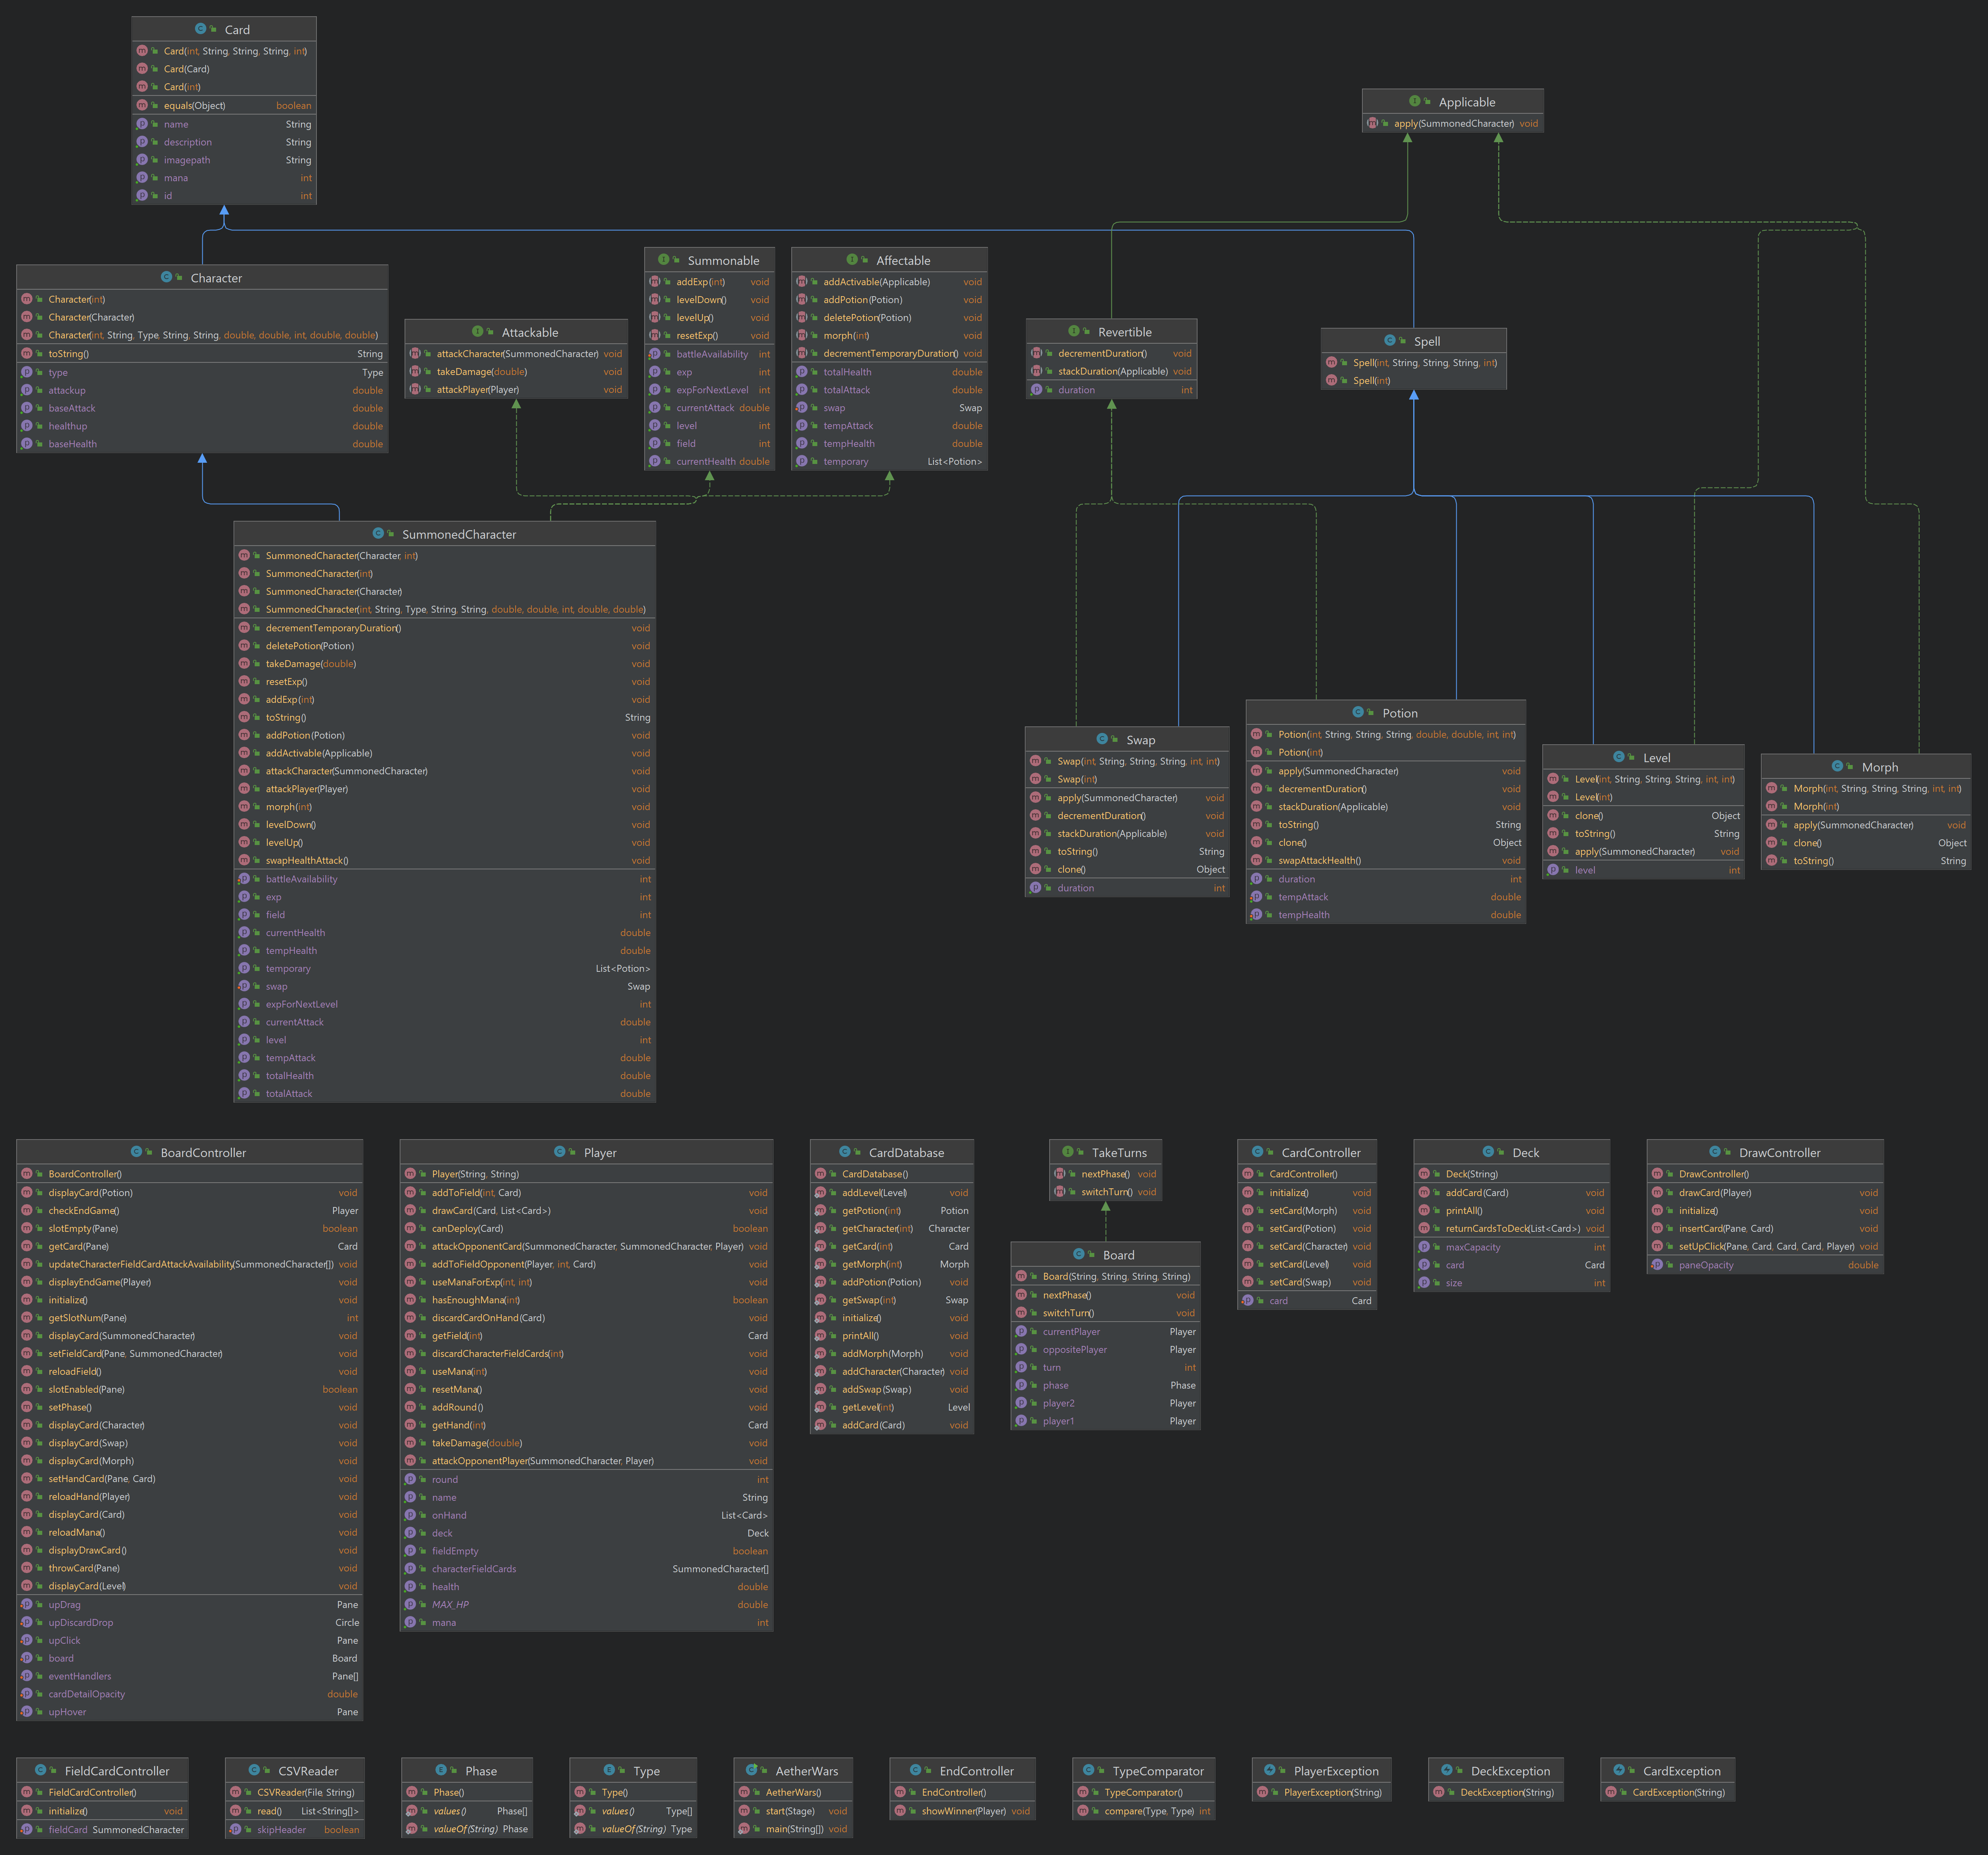 Card
Card(int, String, String, String, int)
Card(Card)
Card(int)
equals(Object) boolean
name String
description String
imagepath String
mana int
id int
Applicable
apply(SummonedCharacter) void
Character
Character(int)
Character(Character)
Character(int, String, Type, String, String, double, double, int, double, double)
toString() String
type Type
attackup double
baseAttack double
healthup double
baseHealth double
Attackable
attackCharacter(SummonedCharacter) void
takeDamage(double) void
attackPlayer(Player) void
Summonable
addExp(int) void
levelDown() void
levelUp() void
resetExp() void
battleAvailability int
exp int
expForNextLevel int
currentAttack double
level int
field int
currentHealth double
Affectable
addActivable(Applicable) void
addPotion(Potion) void
deletePotion(Potion) void
morph(int) void
decrementTemporaryDuration() void
totalHealth double
totalAttack double
swap Swap
tempAttack double
tempHealth double
temporary List<Potion>
Revertible
decrementDuration() void
stackDuration(Applicable) void
duration int
Spell
Spell(int, String, String, String, int)
Spell(int)
SummonedCharacter
SummonedCharacter(Character, int)
SummonedCharacter(int)
SummonedCharacter(Character)
SummonedCharacter(int, String, Type, String, String, double, double, int, double, double)
decrementTemporaryDuration() void
deletePotion(Potion) void
takeDamage(double) void
resetExp() void
addExp(int) void
toString() String
addPotion(Potion) void
addActivable(Applicable) void
attackCharacter(SummonedCharacter) void
attackPlayer(Player) void
morph(int) void
levelDown() void
levelUp() void
swapHealthAttack() void
battleAvailability int
exp int
field int
currentHealth double
tempHealth double
temporary List<Potion>
swap Swap
expForNextLevel int
currentAttack double
level int
tempAttack double
totalHealth double
totalAttack double
Swap
Swap(int, String, String, String, int, int)
Swap(int)
apply(SummonedCharacter) void
decrementDuration() void
stackDuration(Applicable) void
toString() String
clone() Object
duration int
Potion
Potion(int, String, String, String, double, double, int, int)
Potion(int)
apply(SummonedCharacter) void
decrementDuration() void
stackDuration(Applicable) void
toString() String
clone() Object
swapAttackHealth() void
duration int
tempAttack double
tempHealth double
Level
Level(int, String, String, String, int, int)
Level(int)
clone() Object
toString() String
apply(SummonedCharacter) void
level int
Morph
Morph(int, String, String, String, int, int)
Morph(int)
apply(SummonedCharacter) void
clone() Object
toString() String
BoardController
BoardController()
displayCard(Potion) void
checkEndGame() Player
slotEmpty(Pane) boolean
getCard(Pane) Card
updateCharacterFieldCardAttackAvailability(SummonedCharacter[]) void
displayEndGame(Player) void
initialize() void
getSlotNum(Pane) int
displayCard(SummonedCharacter) void
setFieldCard(Pane, SummonedCharacter) void
reloadField() void
slotEnabled(Pane) boolean
setPhase() void
displayCard(Character) void
displayCard(Swap) void
displayCard(Morph) void
setHandCard(Pane, Card) void
reloadHand(Player) void
displayCard(Card) void
reloadMana() void
displayDrawCard() void
throwCard(Pane) void
displayCard(Level) void
upDrag Pane
upDiscardDrop Circle
upClick Pane
board Board
eventHandlers Pane[]
cardDetailOpacity double
upHover Pane
Player
Player(String, String)
addToField(int, Card) void
drawCard(Card, List<Card>) void
canDeploy(Card) boolean
attackOpponentCard(SummonedCharacter, SummonedCharacter, Player) void
addToFieldOpponent(Player, int, Card) void
useManaForExp(int, int) void
hasEnoughMana(int) boolean
discardCardOnHand(Card) void
getField(int) Card
discardCharacterFieldCards(int) void
useMana(int) void
resetMana() void
addRound() void
getHand(int) Card
takeDamage(double) void
attackOpponentPlayer(SummonedCharacter, Player) void
round int
name String
onHand List<Card>
deck Deck
fieldEmpty boolean
characterFieldCards SummonedCharacter[]
health double
MAX_HP double
mana int
CardDatabase
CardDatabase()
addLevel(Level) void
getPotion(int) Potion
getCharacter(int) Character
getCard(int) Card
getMorph(int) Morph
addPotion(Potion) void
getSwap(int) Swap
initialize() void
printAll() void
addMorph(Morph) void
addCharacter(Character) void
addSwap(Swap) void
getLevel(int) Level
addCard(Card) void
TakeTurns
nextPhase() void
switchTurn() void
Board
Board(String, String, String, String)
nextPhase() void
switchTurn() void
currentPlayer Player
oppositePlayer Player
turn int
phase Phase
player2 Player
player1 Player
CardController
CardController()
initialize() void
setCard(Morph) void
setCard(Potion) void
setCard(Character) void
setCard(Level) void
setCard(Swap) void
card Card
Deck
Deck(String)
addCard(Card) void
printAll() void
returnCardsToDeck(List<Card>) void
maxCapacity int
card Card
size int
DrawController
DrawController()
drawCard(Player) void
initialize() void
insertCard(Pane, Card) void
setUpClick(Pane, Card, Card, Card, Player) void
paneOpacity double
FieldCardController
FieldCardController()
initialize() void
fieldCard SummonedCharacter
CSVReader
CSVReader(File, String)
read() List<String[]>
skipHeader boolean
Phase
Phase()
values() Phase[]
valueOf(String) Phase
Type
Type()
values() Type[]
valueOf(String) Type
AetherWars
AetherWars()
start(Stage) void
main(String[]) void
EndController
EndController()
showWinner(Player) void
TypeComparator
TypeComparator()
compare(Type, Type) int
PlayerException
PlayerException(String)
DeckException
DeckException(String)
CardException
CardException(String)